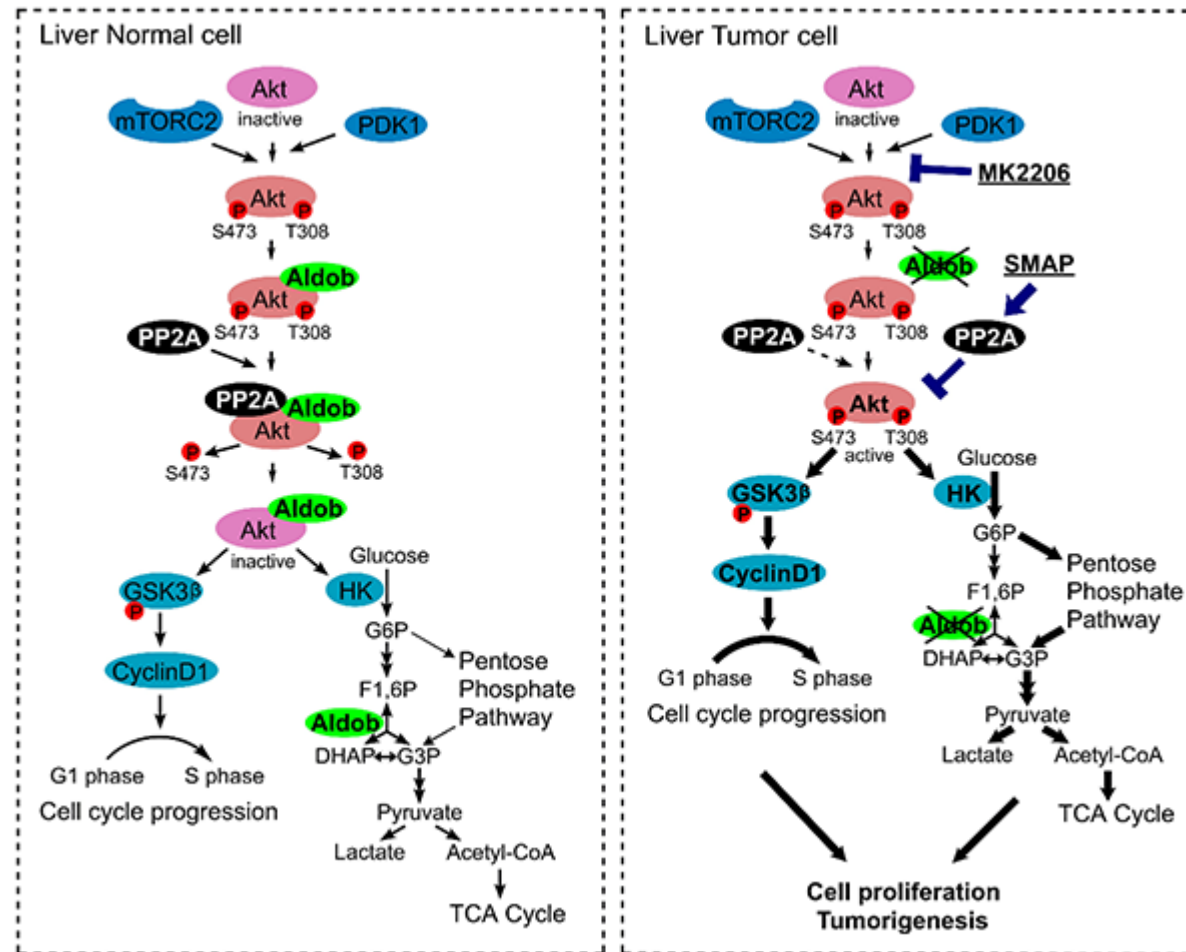 Liver Normal cell
Akt
inactive
mTORC2
PDK1
Akt
P
P
S473
T308
Aldob
Akt
P
P
S473
T308
PP2A
PP2A
Aldob
Akt
P
P
S473
T308
Aldob
Akt
inactive
Glucose
GSK3β
P
HK
G6P
CyclinD1
Pentose
Phosphate
Pathway
F1,6P
Aldob
DHAP
G3P
G1 phase
S phase
Cell cycle progression
Pyruvate
Lactate
Acetyl-CoA
TCA Cycle
Liver Tumor cell
Akt
inactive
mTORC2
PDK1
MK2206
Akt
P
P
S473
T308
Aldob
SMAP
Akt
P
P
S473
T308
PP2A
PP2A
Akt
P
P
S473
T308
active
Glucose
GSK3β
P
HK
G6P
CyclinD1
Pentose
Phosphate
Pathway
F1,6P
Aldob
DHAP
G3P
G1 phase
S phase
Cell cycle progression
Pyruvate
Lactate
Acetyl-CoA
TCA Cycle
Cell proliferation
Tumorigenesis